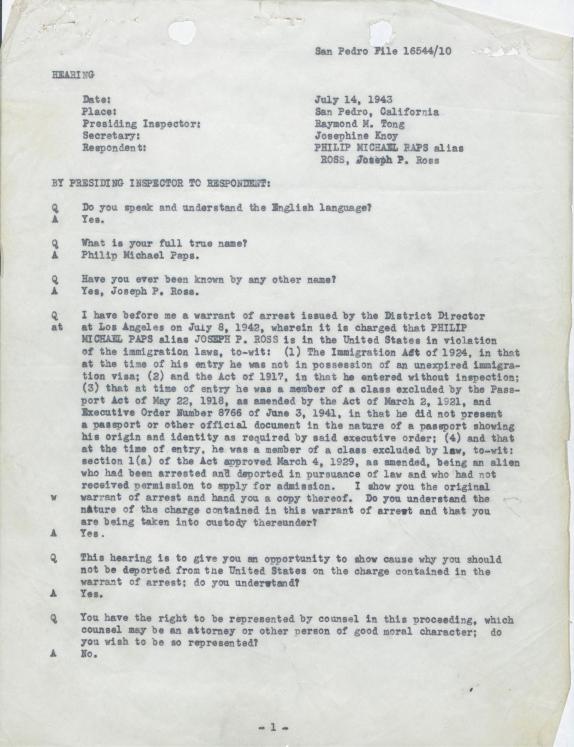 San Pedro File 16544/10
HEARING
Date: July 14, 1943
Place: San Pedro, California
Presiding Inspector: Raymond M. Tong
Secretary: Josephine Knoy
Respondent: PHILIP MICHAEL PAPS alias
ROSS, Joseph P. Ross
BY PRESIDING INSPECTOR TO RESPONDENT:
Q Do you speak and understand the English language?
A Yes.
Q What is your full true name?
A Philip Michael Paps.
Q Have you ever been known by any other name?
A Yes, Joseph P. Ross.
Q I have before me a warrant of arrest issued by the District Director
at at Los Angeles on July 8, 1942, wherein it is charged that PHILIP
MICHAEL PAPS alias JOSEPH P. ROSS is in the United States in violation
of the immigration laws, to-wit: (1) The Immigration Act of 1924, in that
at the time of his entry he was not in possession of an unexpired immigra-
tion visa; (2) and the Act of 1917, in that he entered without inspection;
(3) that at time of entry he was a member of a class excluded by the Pass-
port Act of May 22, 1918, as amended by the Act of March 2, 1921, and
Executive Order Number 8766 of June 3, 1941, in that he did not present
a passport or other official document in the nature of a passport showing
his origin and identity as required by said executive order; (4) and that
at the time of entry, he was a member of a class excluded by law, to-wit:
section 1(a) of the Act approved March 4, 1929, as amended, being an alien
who had been arrested and deported in pursuance of law and who had not
received permission to apply for admission. I show you the original
w warrant of arrest and hand you a copy thereof. Do you understand the
nature of the charge contained in this warrant of arrest and that you
are being taken into custody thereunder?
A Yes.
Q This hearing is to give you an opportunity to show cause why you should
not be deported from the United States on the charge contained in the
warrant of arrest; do you understand?
A Yes.
Q You have the right to be represented by counsel in this proceeding, which
counsel may be an attorney or other person of good moral character; do
you wish to be so represented?
A No.
- 1 -